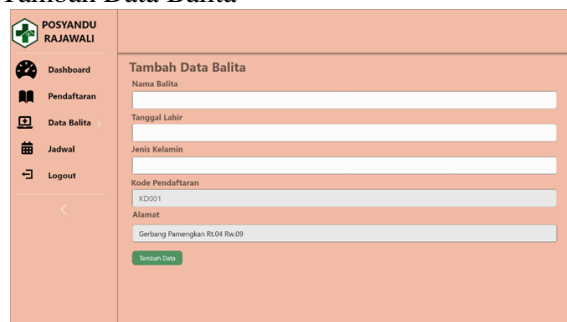 Tambah Data Balita
POSYANDU
RAJAWALI
Dashboard
Pendaftaran
Data Balita
Jadwal
Logout
Tambah Data Balita
Nama Balita
Tanggal Lahir
Jenis Kelamin
Kode Pendaftaran
KD001
Alamat
Gerbang Pamengkan Rt.04 Rw.09
Tambah Data